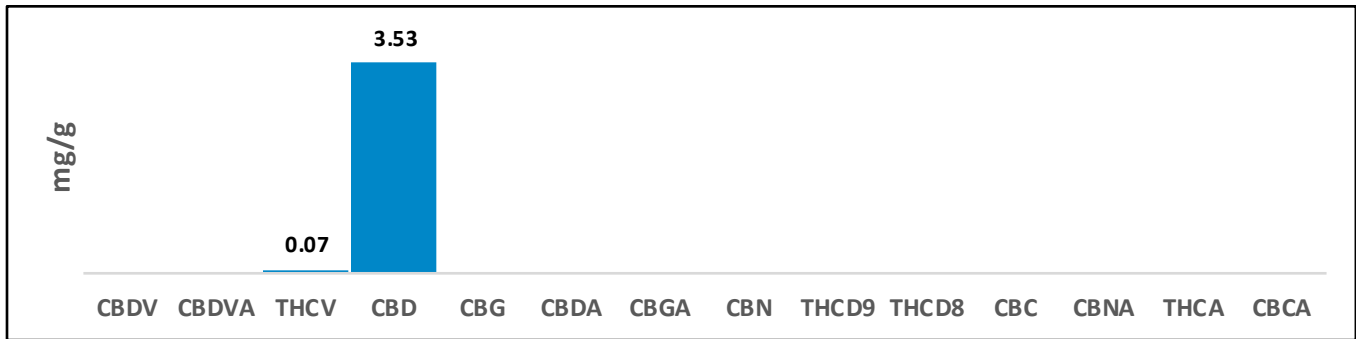 3.53
mg/g
0.07
CBDV CBDVA THCV CBD CBG CBDA CBGA CBN THCD9 THCD8 CBC CBNA THCA CBCA